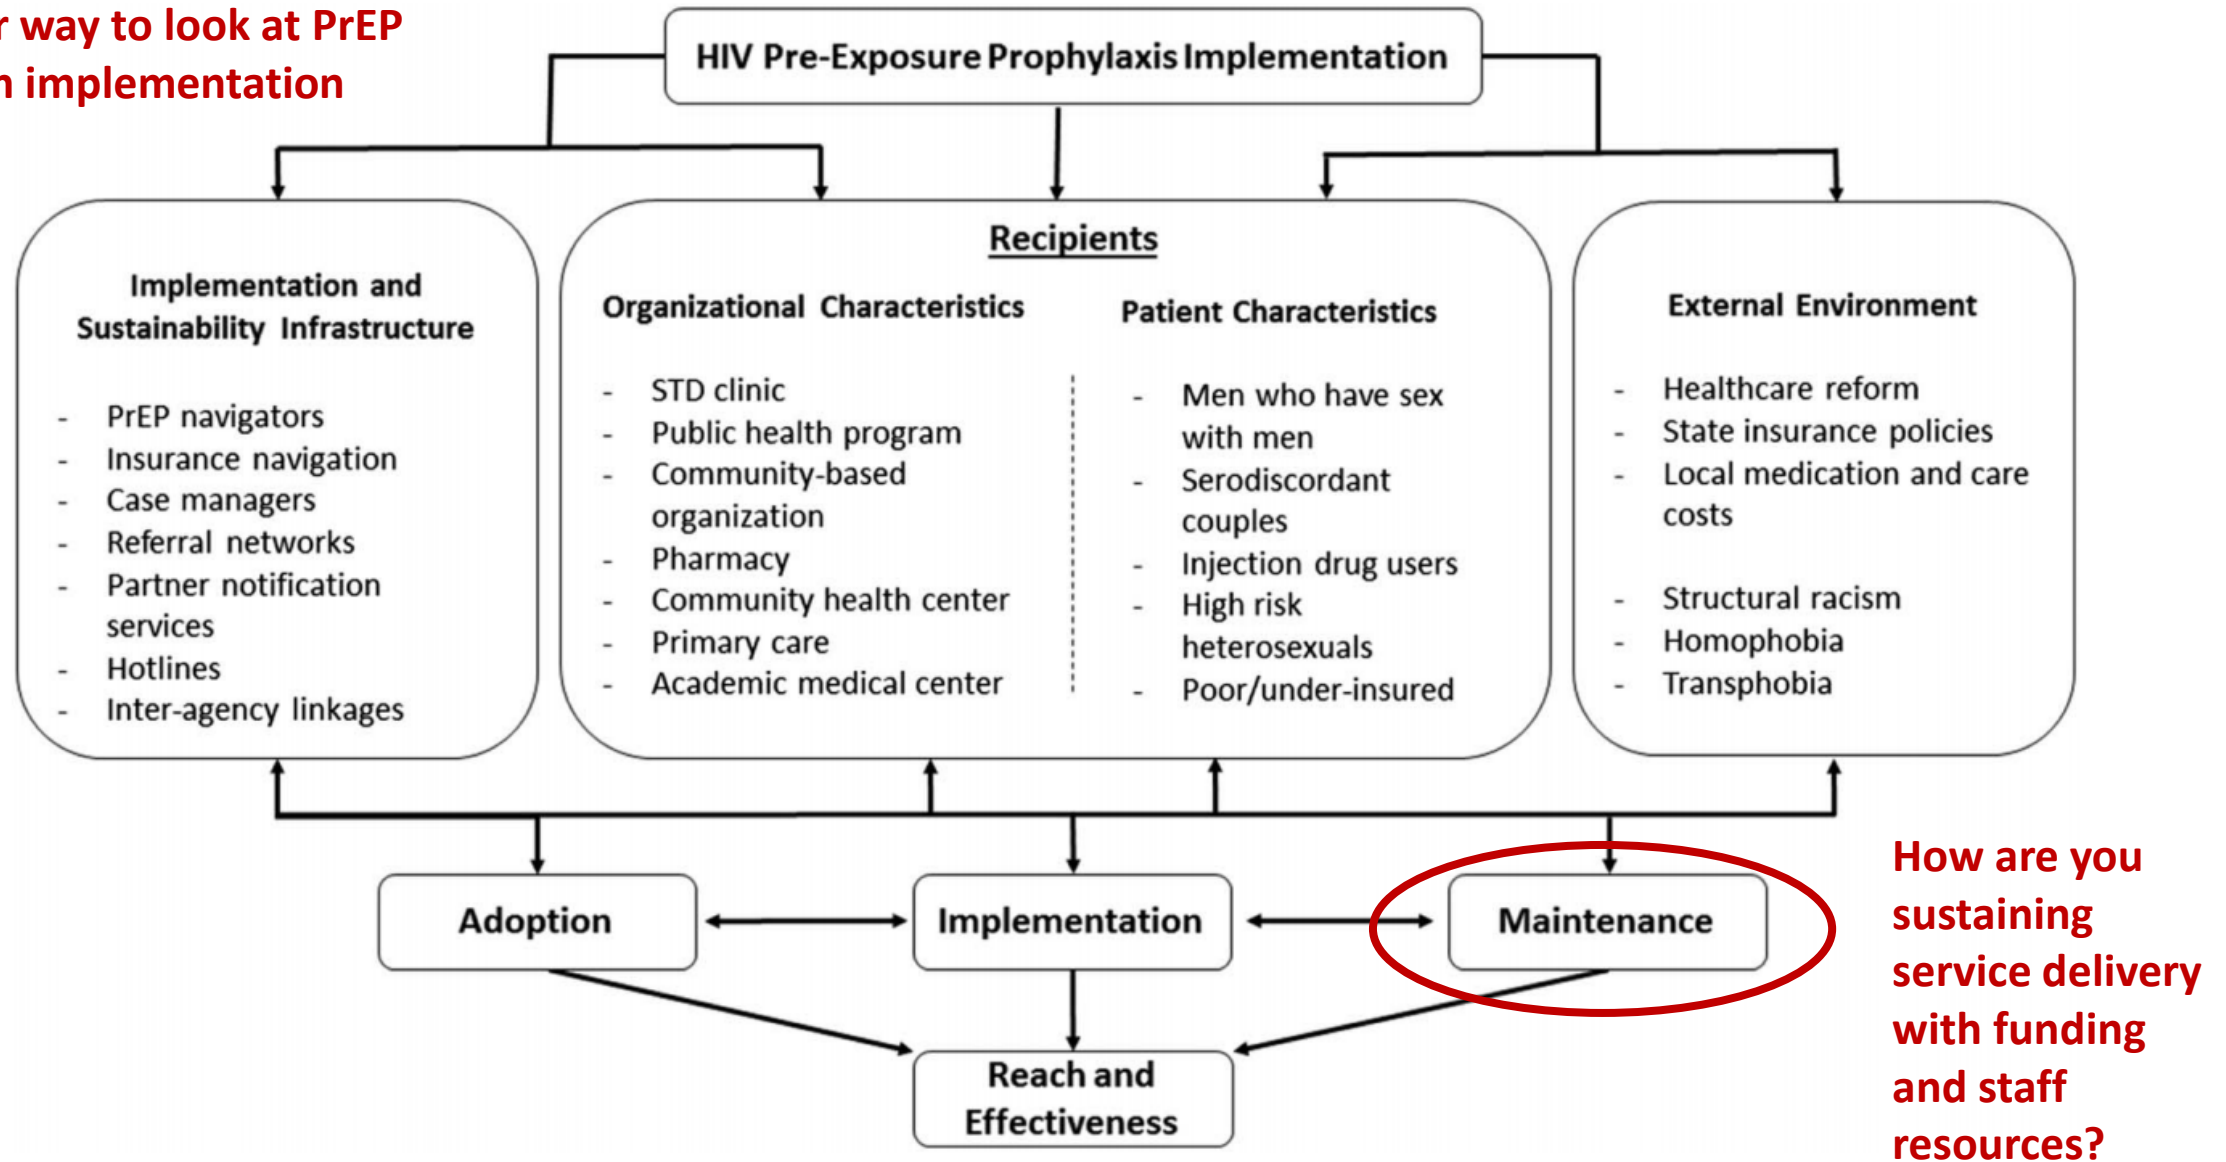 way to look at PrEP
implementation
HIV Pre-Exposure Prophylaxis Implementation
Implementation and
Sustainability Infrastructure
- PrEP navigators
- Insurance navigation
- Case managers
- Referral networks
- Partner notification
services
- Hotlines
- Inter-agency linkages
Recipients
Organizational Characteristics
- STD clinic
- Public health program
- Community-based
organization
- Pharmacy
- Community health center
- Primary care
- Academic medical center
Patient Characteristics
- Men who have sex
with men
- Serodiscordant
couples
- Injection drug users
- High risk
heterosexuals
- Poor/under-insured
External Environment
- Healthcare reform
- State insurance policies
- Local medication and care
costs
- Structural racism
- Homophobia
- Transphobia
Adoption
Implementation
Maintenance
How are you
sustaining
service delivery
with funding
and staff
resources?
Reach and
Effectiveness